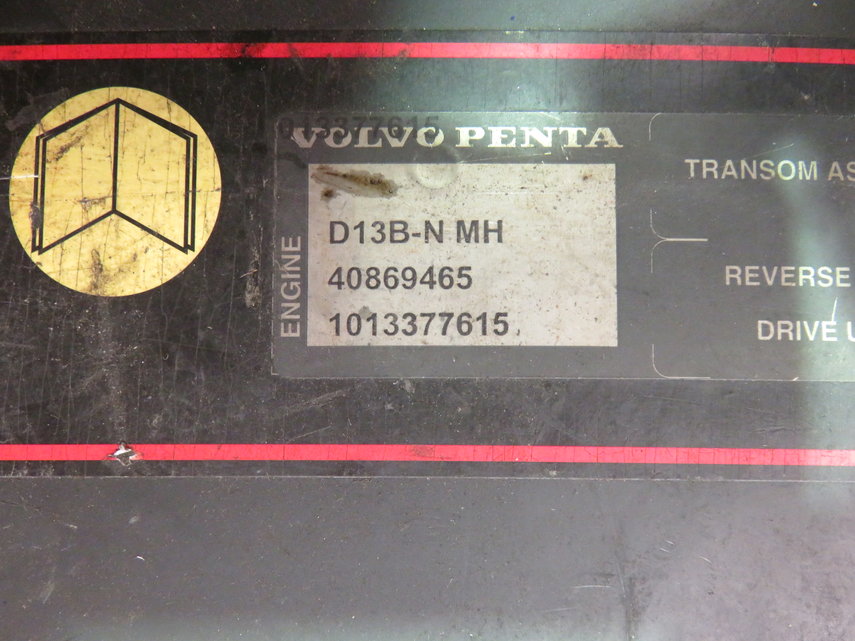 1013377615
VOLVO PENTA
ENGINE
D13B-N MH
40869465
1013377615
TRANSOM AS
REVERSE
DRIVE U